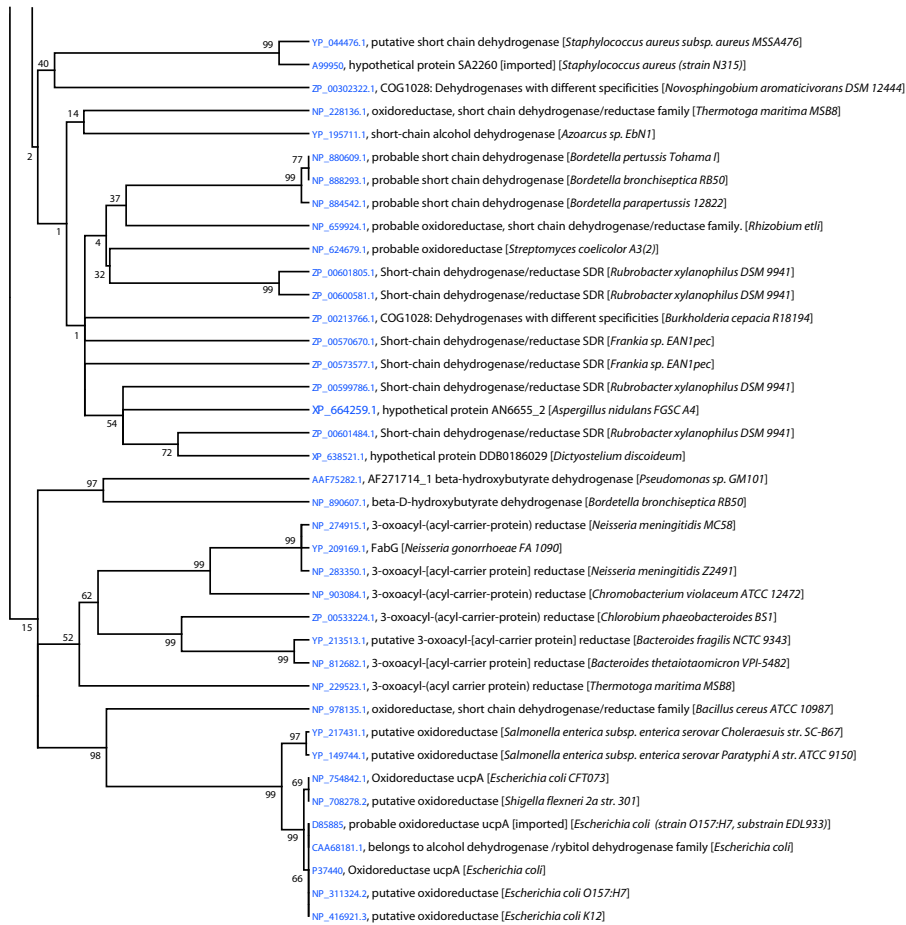 99 YP_044476.1, putative short chain dehydrogenase [Staphylococcus aureus subsp. aureus MSSA476]
40 A99950, hypothetical protein SA2260 [imported] [Staphylococcus aureus (strain N315)]
ZP_00302322.1, COG1028: Dehydrogenases with different specificities [Novosphingobium aromaticivorans DSM 12444]
14 NP_228136.1, oxidoreductase, short chain dehydrogenase/reductase family [Thermotoga maritima MSB8]
YP_195711.1, short-chain alcohol dehydrogenase [Azoarcus sp. EbN1]
2 77 NP_880609.1, probable short chain dehydrogenase [Bordetella pertussis Tohama I]
99 NP_888293.1, probable short chain dehydrogenase [Bordetella bronchiseptica RB50]
37 NP_884542.1, probable short chain dehydrogenase [Bordetella parapertussis 12822]
1 NP_659924.1, probable oxidoreductase, short chain dehydrogenase/reductase family. [Rhizobium etli]
4 NP_624679.1, probable oxidoreductase [Streptomyces coelicolor A3(2)]
32 ZP_00601805.1, Short-chain dehydrogenase/reductase SDR [Rubrobacter xylanophilus DSM 9941]
99 ZP_00600581.1, Short-chain dehydrogenase/reductase SDR [Rubrobacter xylanophilus DSM 9941]
ZP_00213766.1, COG1028: Dehydrogenases with different specificities [Burkholderia cepacia R18194]
1 ZP_00570670.1, Short-chain dehydrogenase/reductase SDR [Frankia sp. EAN1pec]
ZP_00573577.1, Short-chain dehydrogenase/reductase SDR [Frankia sp. EAN1pec]
ZP_00599786.1, Short-chain dehydrogenase/reductase SDR [Rubrobacter xylanophilus DSM 9941]
XP_664259.1, hypothetical protein AN6655_2 [Aspergillus nidulans FGSC A4]
54 ZP_00601484.1, Short-chain dehydrogenase/reductase SDR [Rubrobacter xylanophilus DSM 9941]
72 XP_638521.1, hypothetical protein DDB0186029 [Dictyostelium discoideum]
97 AAF75282.1, AF271714_1 beta-hydroxybutyrate dehydrogenase [Pseudomonas sp. GM101]
NP_890607.1, beta-D-hydroxybutyrate dehydrogenase [Bordetella bronchiseptica RB50]
NP_274915.1, 3-oxoacyl-(acyl-carrier-protein) reductase [Neisseria meningitidis MC58]
99 YP_209169.1, FabG [Neisseria gonorrhoeae FA 1090]
99 NP_283350.1, 3-oxoacyl-[acyl-carrier protein] reductase [Neisseria meningitidis Z2491]
62 NP_903084.1, 3-oxoacyl-(acyl-carrier-protein) reductase [Chromobacterium violaceum ATCC 12472]
15 ZP_00533224.1, 3-oxoacyl-(acyl-carrier-protein) reductase [Chlorobium phaeobacteroides BS1]
52 99 YP_213513.1, putative 3-oxoacyl-[acyl-carrier protein] reductase [Bacteroides fragilis NCTC 9343]
99 NP_812682.1, 3-oxoacyl-[acyl-carrier protein] reductase [Bacteroides thetaiotaomicron VPI-5482]
NP_229523.1, 3-oxoacyl-(acyl carrier protein) reductase [Thermotoga maritima MSB8]
NP_978135.1, oxidoreductase, short chain dehydrogenase/reductase family [Bacillus cereus ATCC 10987]
97 YP_217431.1, putative oxidoreductase [Salmonella enterica subsp. enterica serovar Choleraesuis str. SC-B67]
98 YP_149744.1, putative oxidoreductase [Salmonella enterica subsp. enterica serovar Paratyphi A str. ATCC 9150]
69 NP_754842.1, Oxidoreductase ucpA [Escherichia coli CFT073]
99 NP_708278.2, putative oxidoreductase [Shigella flexneri 2a str. 301]
D85885, probable oxidoreductase ucpA [imported] [Escherichia coli (strain O157:H7, substrain EDL933)]
99 CAA68181.1, belongs to alcohol dehydrogenase /rybitol dehydrogenase family [Escherichia coli]
66 P37440, Oxidoreductase ucpA [Escherichia coli]
NP_311324.2, putative oxidoreductase [Escherichia coli O157:H7]
NP_416921.3, putative oxidoreductase [Escherichia coli K12]